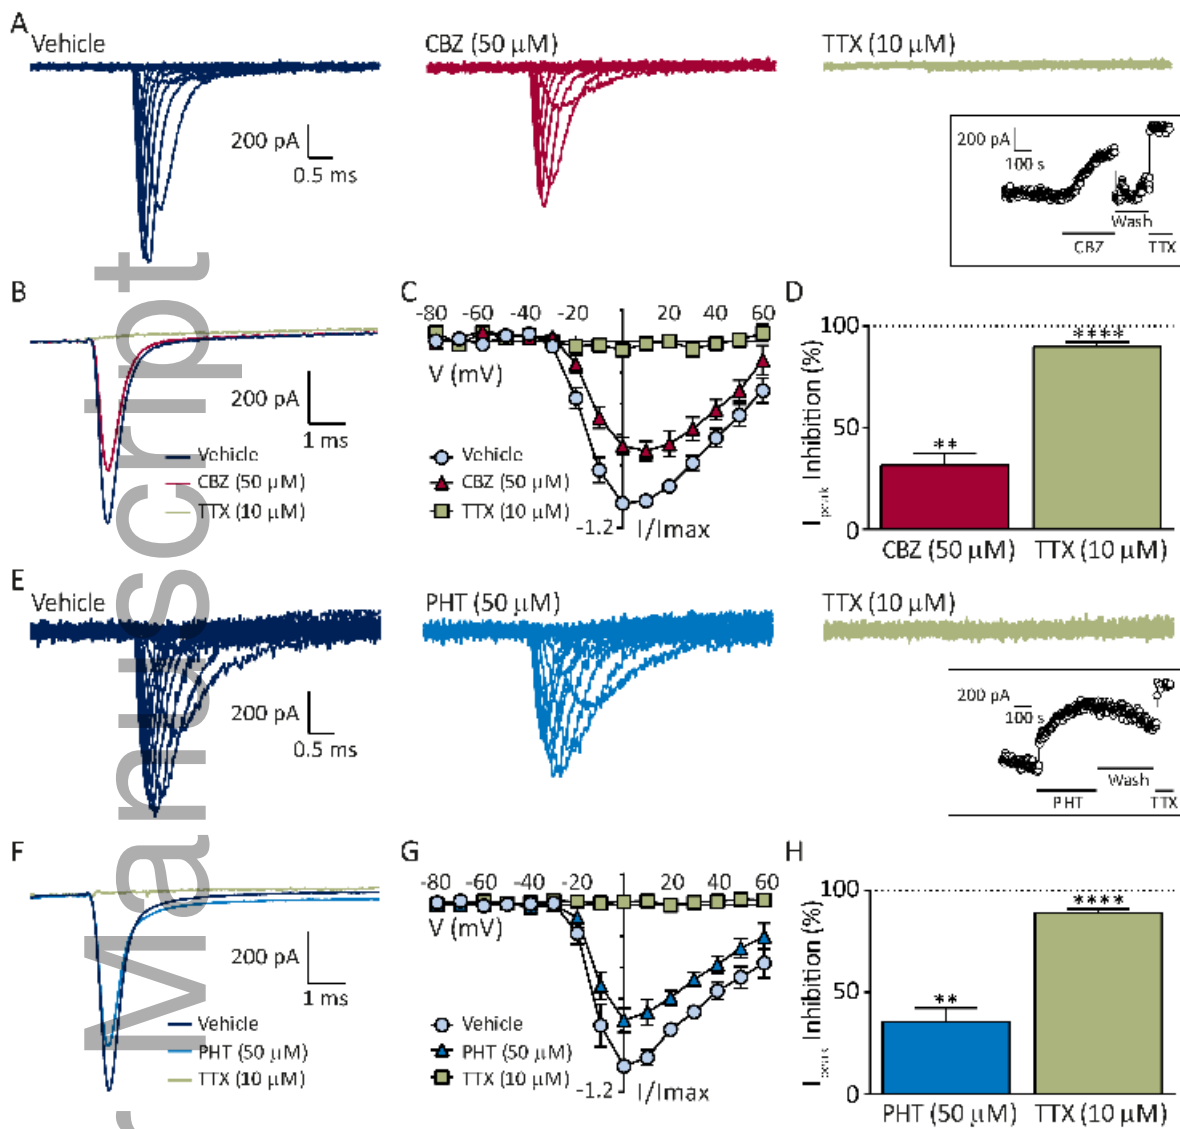 A
Vehicle
CBZ (50 µM)
TTX (10 µM)
200 pA
0.5 ms
200 pA
100 s
Wash
CBZ
TTX
B
200 pA
1 ms
Vehicle
CBZ (50 µM)
TTX (10 µM)
C
-80 -60 -40 -20 20 40 60
V (mV)
Vehicle
CBZ (50 µM)
TTX (10 µM)
-1.2
I/Imax
D
100
50
0
Ipeak Inhibition (%)
**
****
CBZ (50 µM)
TTX (10 µM)
E
Vehicle
PHT (50 µM)
TTX (10 µM)
200 pA
0.5 ms
200 pA
100 s
Wash
PHT
TTX
F
200 pA
1 ms
Vehicle
PHT (50 µM)
TTX (10 µM)
G
-80 -60 -40 -20 20 40 60
V (mV)
Vehicle
PHT (50 µM)
TTX (10 µM)
-1.2
I/Imax
H
100
50
0
Ipeak Inhibition (%)
**
****
PHT (50 µM)
TTX (10 µM)
Manuscript